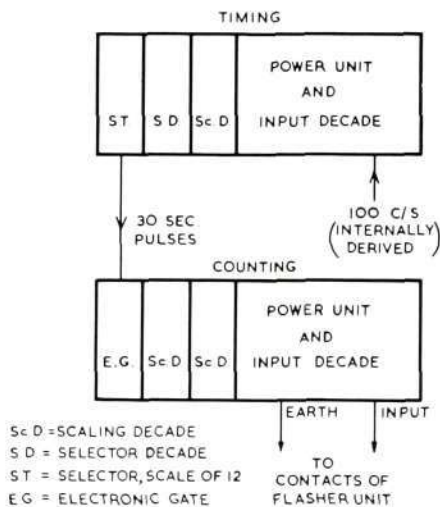 TIMING
ST
S D
Sc.D
POWER UNIT
AND
INPUT DECADE
30 SEC
PULSES
100 C/S
(INTERNALLY
DERIVED)
COUNTING
E.G.
Sc D
Sc D
POWER UNIT
AND
INPUT DECADE
EARTH
INPUT
TO
CONTACTS OF
FLASHER UNIT
Sc D = SCALING DECADE
S D = SELECTOR DECADE
ST = SELECTOR, SCALE OF 12
E G = ELECTRONIC GATE